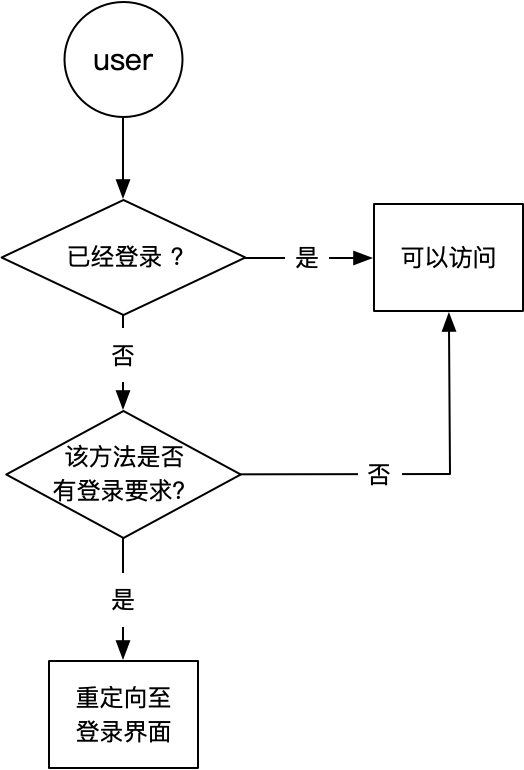 user
已经登录 ？
是
可以访问
否
该方法是否
有登录要求?
否
是
重定向至
登录界面